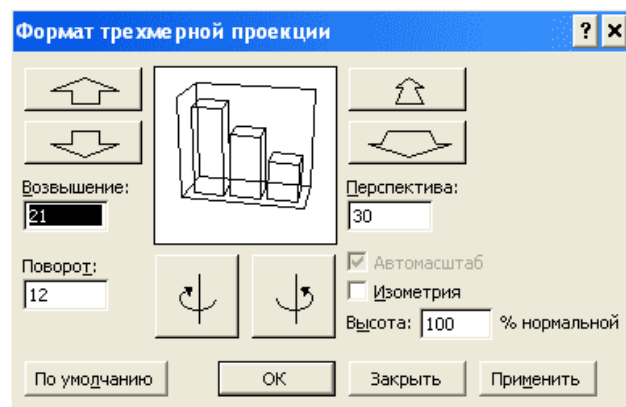 Формат трехмерной проекции
Возвышение:
21
Перспектива:
30
Поворот:
12
Автомасштаб
Изометрия
Высота: 100 % нормальной
По умолчанию
ОК
Закрыть
Применить